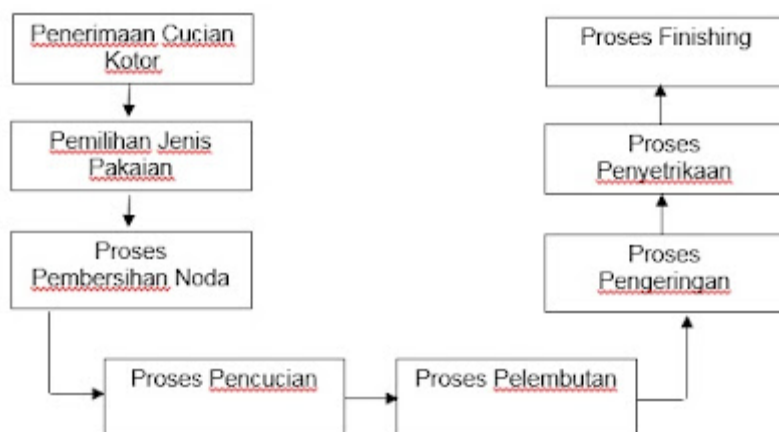 Penerimaan Cucian
Kotor
Pemilihan Jenis
Pakaian
Proses
Pembersihan Noda
Proses Pencucian
Proses Pelembutan
Proses
Pengeringan
Proses
Penyetrikaan
Proses Finishing